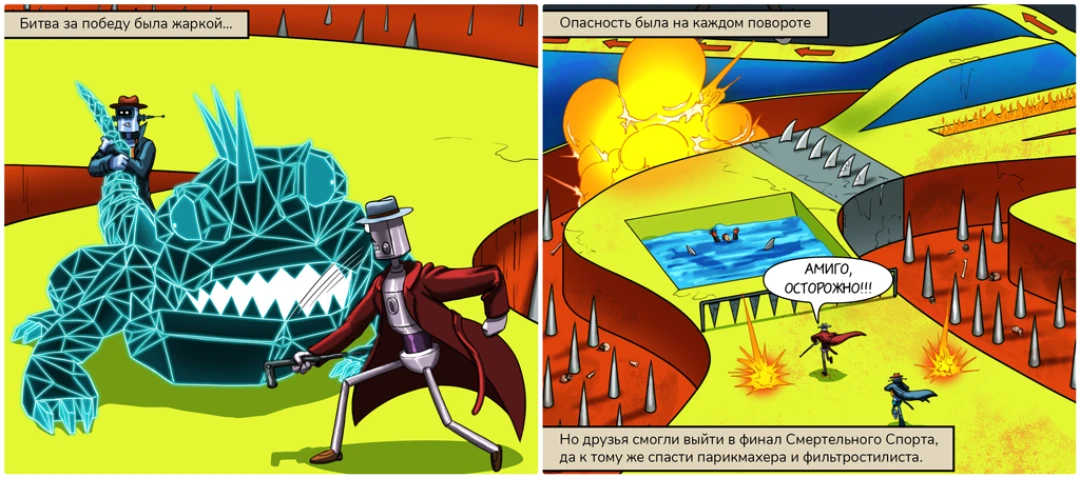 Битва за победу была жаркой...
Опасность была на каждом повороте
АМИГО,
ОСТОРОЖНО!!!
Но друзья смогли выйти в финал Смертельного Спорта,
да к тому же спасти парикмахера и фильтростилиста.